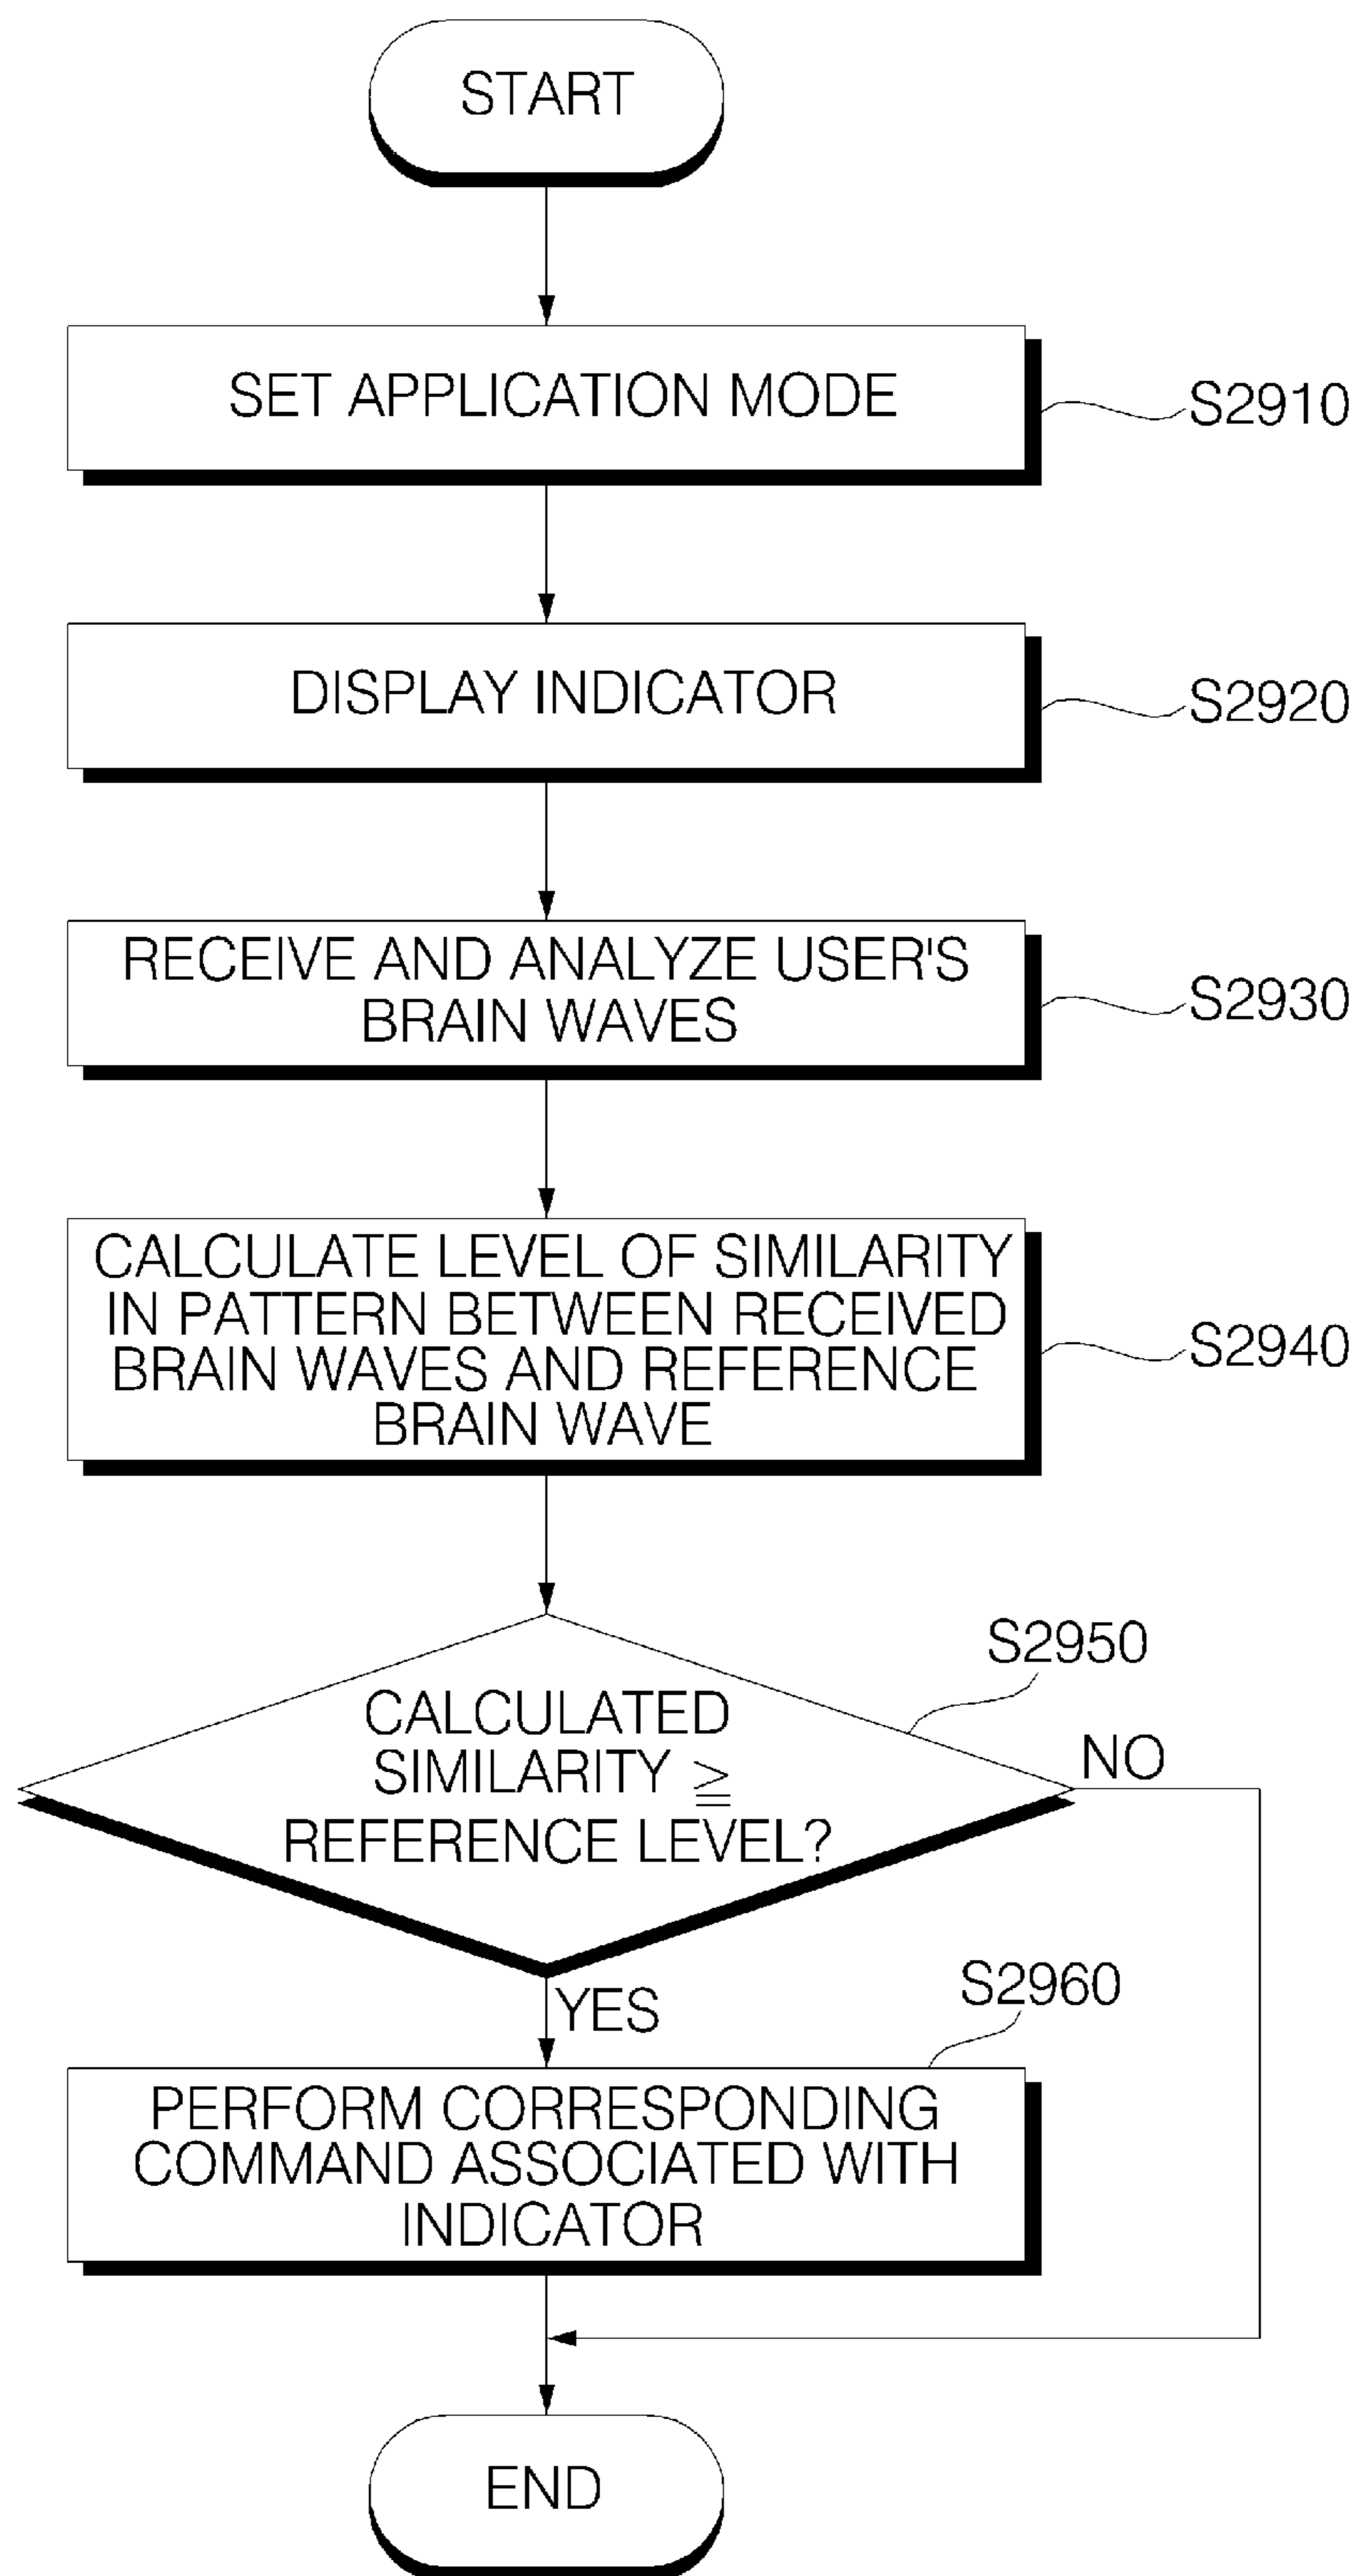 START
SET APPLICATION MODE
S2910
DISPLAY INDICATOR
S2920
RECEIVE AND ANALYZE USER'S
BRAIN WAVES
S2930
CALCULATE LEVEL OF SIMILARITY
IN PATTERN BETWEEN RECEIVED
BRAIN WAVES AND REFERENCE
BRAIN WAVE
S2940
S2950
CALCULATED
SIMILARITY ≧
REFERENCE LEVEL?
NO
YES
S2960
PERFORM CORRESPONDING
COMMAND ASSOCIATED WITH
INDICATOR
END